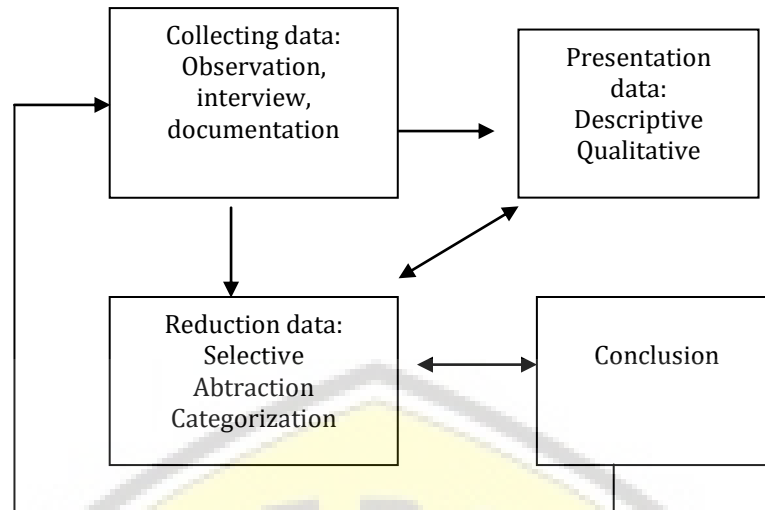 Collecting data:
Observation,
interview,
documentation
Presentation
data:
Descriptive
Qualitative
Reduction data:
Selective
Abtraction
Categorization
Conclusion